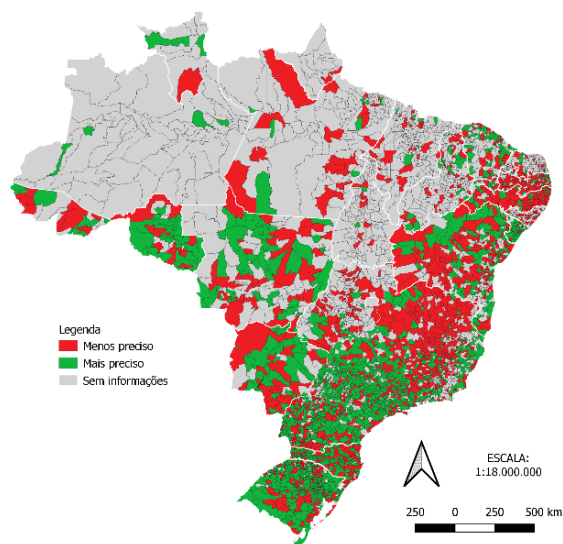 Legenda
Menos preciso
Mais preciso
Sem informações
ESCALA:
1:18.000.000
250 0 250 500 km